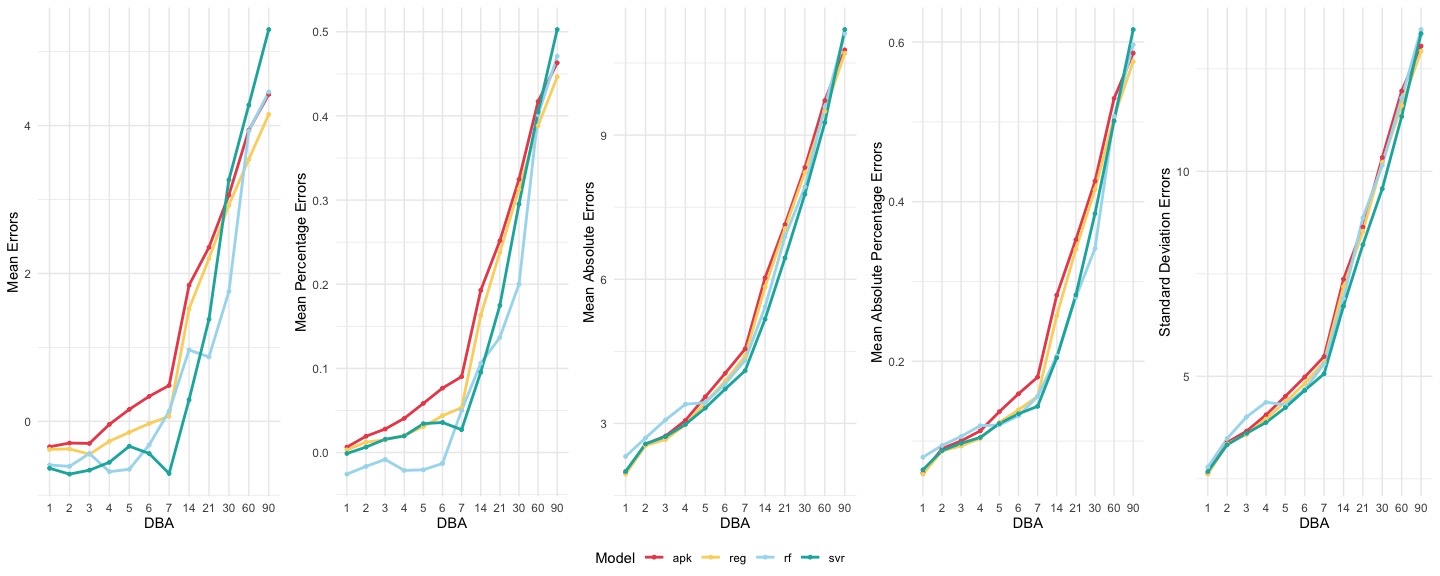 Mean Errors
4
2
0
1 2 3 4 5 6 7 14 21 30 60 90
DBA
Mean Percentage Errors
0.5
0.4
0.3
0.2
0.1
0.0
1 2 3 4 5 6 7 14 21 30 60 90
DBA
Mean Absolute Errors
9
6
3
1 2 3 4 5 6 7 14 21 30 60 90
DBA
Mean Absolute Percentage Errors
0.6
0.4
0.2
1 2 3 4 5 6 7 14 21 30 60 90
DBA
Standard Deviation Errors
10
5
1 2 3 4 5 6 7 14 21 30 60 90
DBA
Model apk reg rf svr